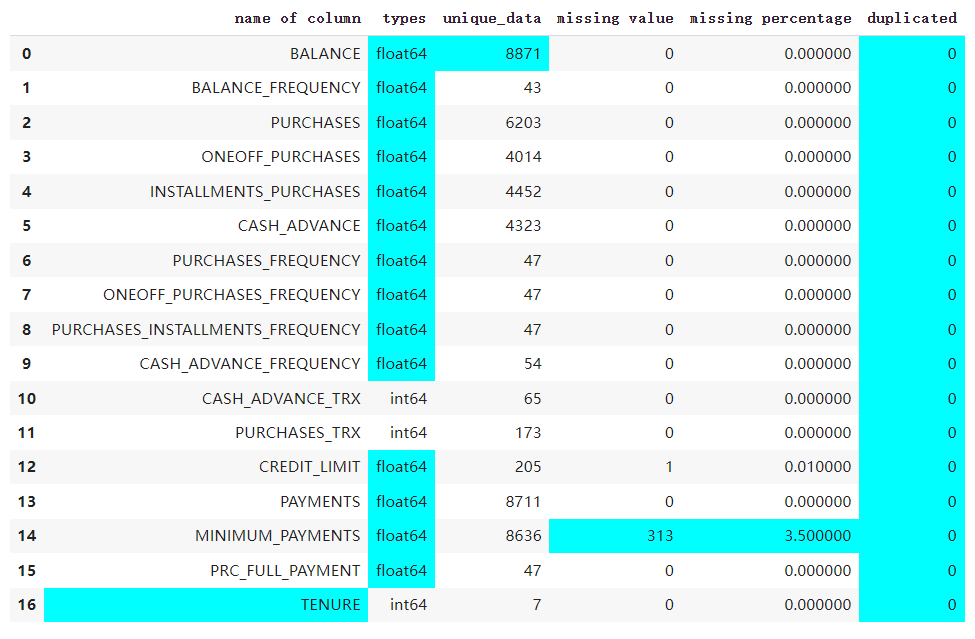 name of column types unique_data missing value missing percentage duplicated
0 BALANCE float64 8871 0 0.000000 0
1 BALANCE_FREQUENCY float64 43 0 0.000000 0
2 PURCHASES float64 6203 0 0.000000 0
3 ONEOFF_PURCHASES float64 4014 0 0.000000 0
4 INSTALLMENTS_PURCHASES float64 4452 0 0.000000 0
5 CASH_ADVANCE float64 4323 0 0.000000 0
6 PURCHASES_FREQUENCY float64 47 0 0.000000 0
7 ONEOFF_PURCHASES_FREQUENCY float64 47 0 0.000000 0
8 PURCHASES_INSTALLMENTS_FREQUENCY float64 47 0 0.000000 0
9 CASH_ADVANCE_FREQUENCY float64 54 0 0.000000 0
10 CASH_ADVANCE_TRX int64 65 0 0.000000 0
11 PURCHASES_TRX int64 173 0 0.000000 0
12 CREDIT_LIMIT float64 205 1 0.010000 0
13 PAYMENTS float64 8711 0 0.000000 0
14 MINIMUM_PAYMENTS float64 8636 313 3.500000 0
15 PRC_FULL_PAYMENT float64 47 0 0.000000 0
16 TENURE int64 7 0 0.000000 0